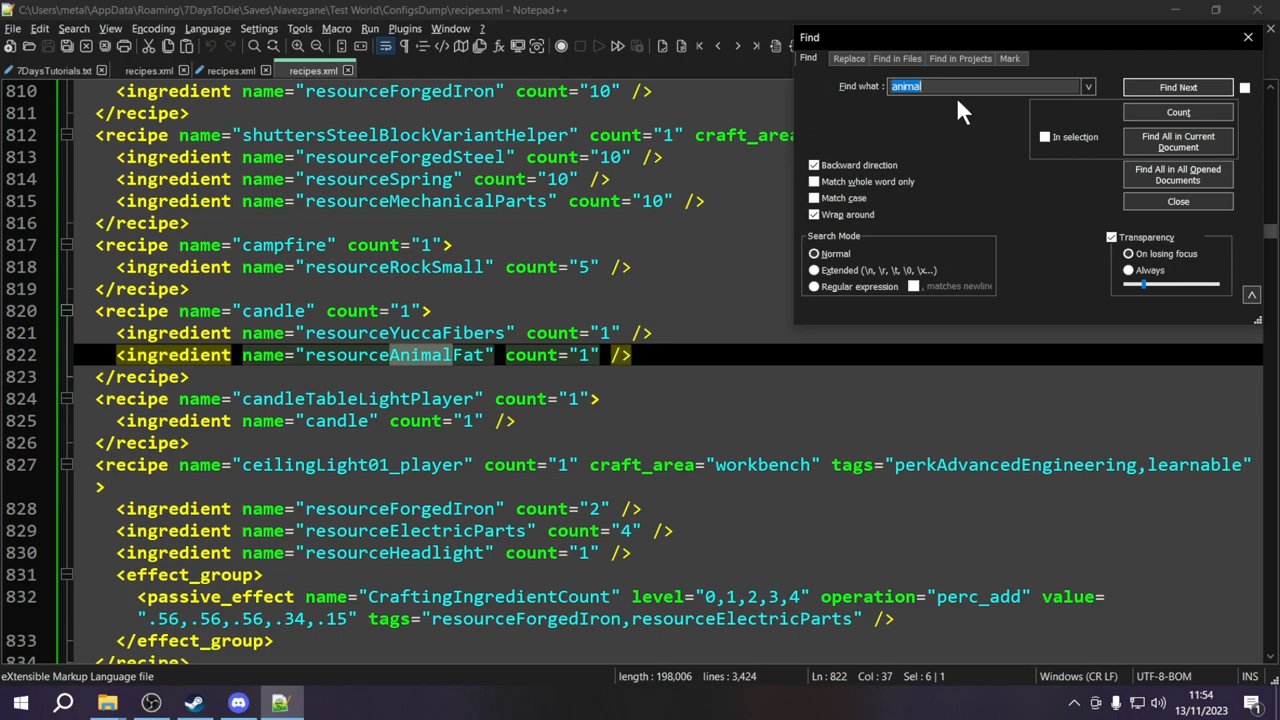 C:\Users\metal\AppData\Roaming\7DaysToDie\Saves\Navezgane\Test World\ConfigsDump\recipes.xml - Notepad++
File Edit Search View Encoding Language Settings Tools Macro Run Plugins Window ?
7DaysTutorials.txt recipes.xml recipes.xml recipes.xml
810 <ingredient name="resourceForgedIron" count="10" />
811 </recipe>
812 <recipe name="shuttersSteelBlockVariantHelper" count="1" craft_area=
813 <ingredient name="resourceForgedSteel" count="10" />
814 <ingredient name="resourceSpring" count="10" />
815 <ingredient name="resourceMechanicalParts" count="10" />
816 </recipe>
817 <recipe name="campfire" count="1">
818 <ingredient name="resourceRockSmall" count="5" />
819 </recipe>
820 <recipe name="candle" count="1">
821 <ingredient name="resourceYuccaFibers" count="1" />
822 <ingredient name="resourceAnimalFat" count="1" />
823 </recipe>
824 <recipe name="candleTableLightPlayer" count="1">
825 <ingredient name="candle" count="1" />
826 </recipe>
827 <recipe name="ceilingLight01_player" count="1" craft_area="workbench" tags="perkAdvancedEngineering,learnable"
>
828 <ingredient name="resourceForgedIron" count="2" />
829 <ingredient name="resourceElectricParts" count="4" />
830 <ingredient name="resourceHeadlight" count="1" />
831 <effect_group>
832 <passive_effect name="CraftingIngredientCount" level="0,1,2,3,4" operation="perc_add" value=
".56,.56,.56,.34,.15" tags="resourceForgedIron,resourceElectricParts" />
833 </effect_group>
834 </recipe>
Find
Find Replace Find in Files Find in Projects Mark
Find what : animal Find Next
Count
In selection
Find All in Current
Document
Backward direction
Find All in All Opened
Documents
Match whole word only
Match case
Close
Wrap around
Search Mode
Normal
Extended (\n, \r, \t, \0, \x...)
Regular expression . matches newline
Transparency
On losing focus
Always
eXtensible Markup Language file length : 198,006 lines : 3,424 Ln : 822 Col : 37 Sel : 6 | 1 Windows (CR LF) UTF-8-BOM INS
11:54
13/11/2023
1